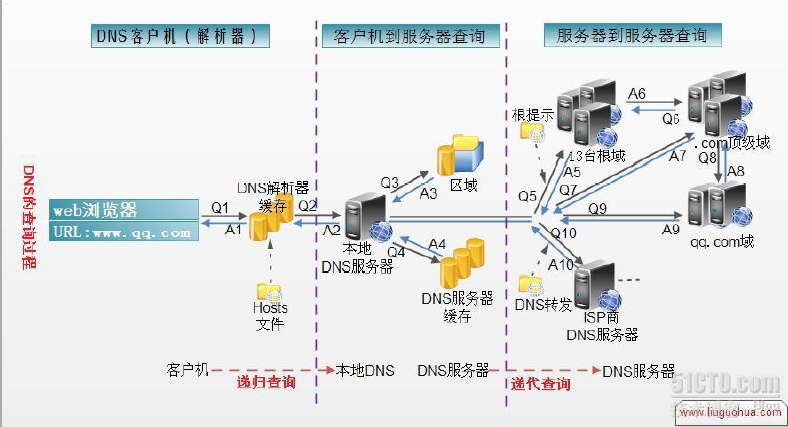 DNS客户机(解析器)
客户机到服务器查询
服务器到服务器查询
DNS的查询过程
web浏览器
URL:www.qq.com
Q1
A1
DNS解析器
缓存
Hosts
文件
Q2
A2
本地
DNS服务器
Q3
A3
区域
A4
Q4
DNS服务器
缓存
根提示
13台根域
A6
Q6
.com顶级域
Q5
A5
Q7
A7
Q8
A8
Q9
A9
qq.com域
Q10
A10
DNS转发
ISP商
DNS服务器
客户机
递归查询
本地DNS
DNS服务器
递代查询
DNS服务器
51CTO.com
Blog
www.liuguohua.com